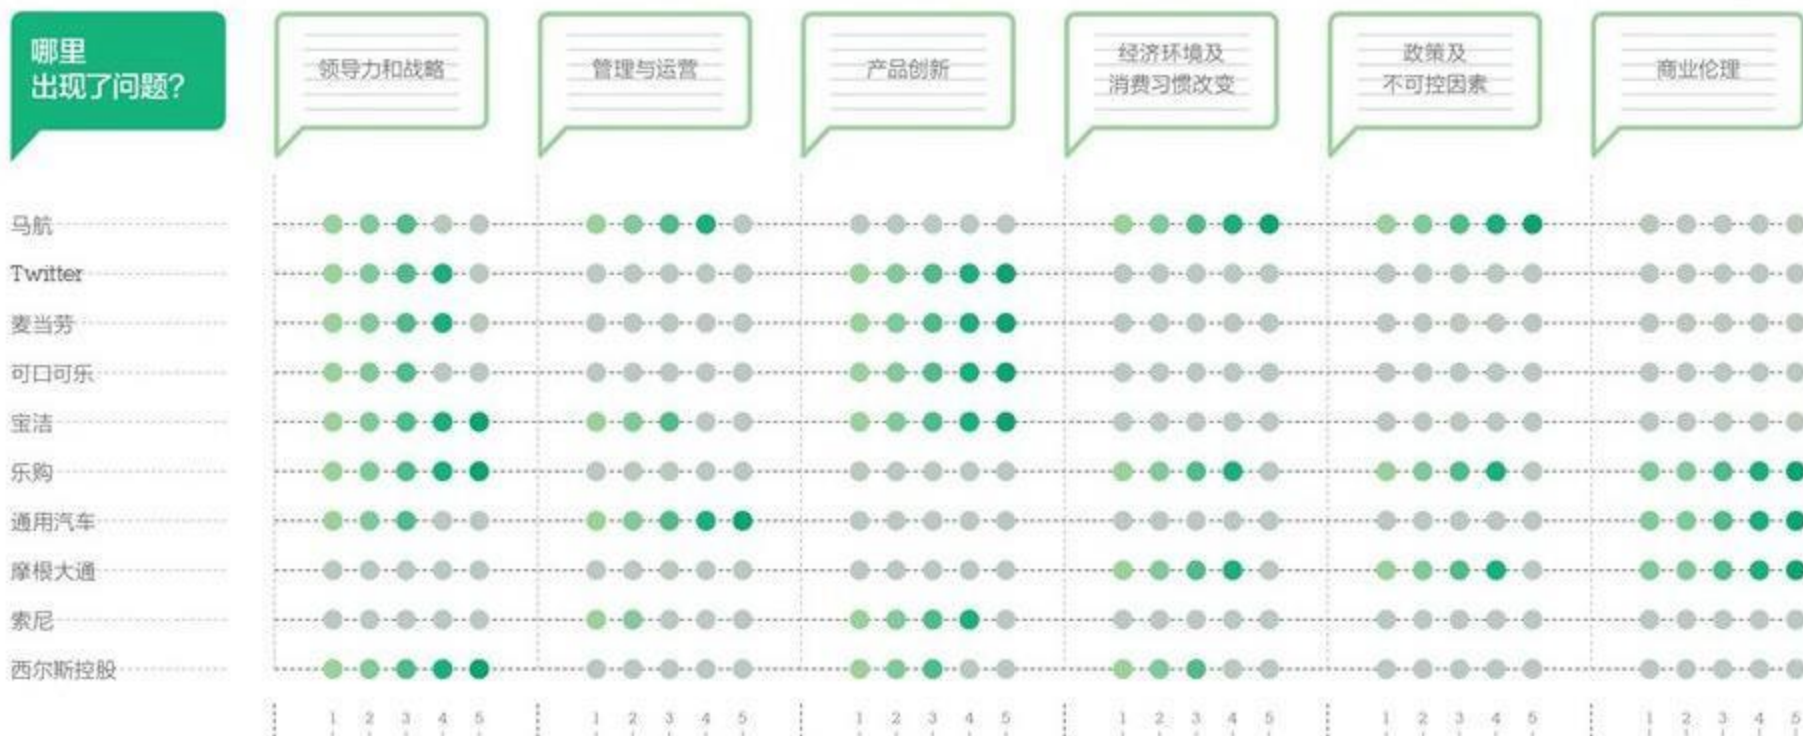 哪里
出现了问题?
领导力和战略
管理与运营
产品创新
经济环境及
消费习惯改变
政策及
不可控因素
商业伦理
马航
Twitter
麦当劳
可口可乐
宝洁
乐购
通用汽车
摩根大通
索尼
西尔斯控股
1 2 3 4 5 1 2 3 4 5 1 2 3 4 5 1 2 3 4 5 1 2 3 4 5 1 2 3 4 5